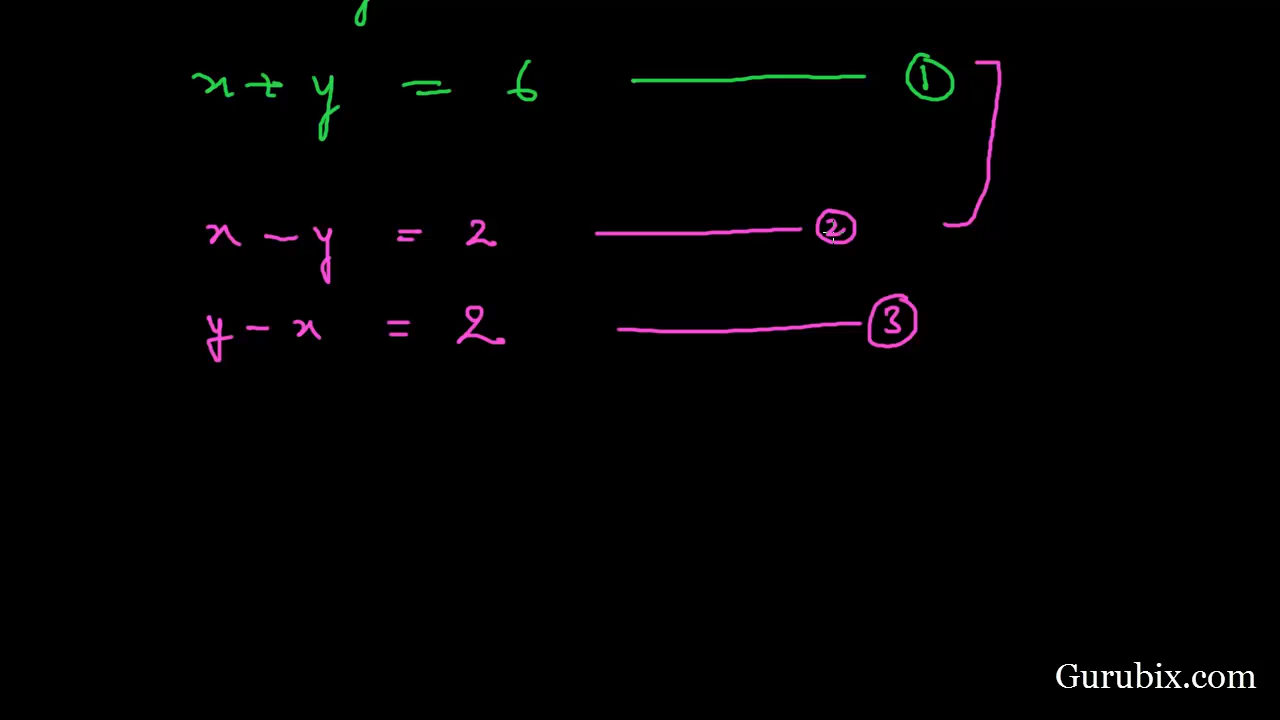 x + y = 6 ——— ①
x - y = 2 ——— ②
y - x = 2 ——— ③
Gurubix.com